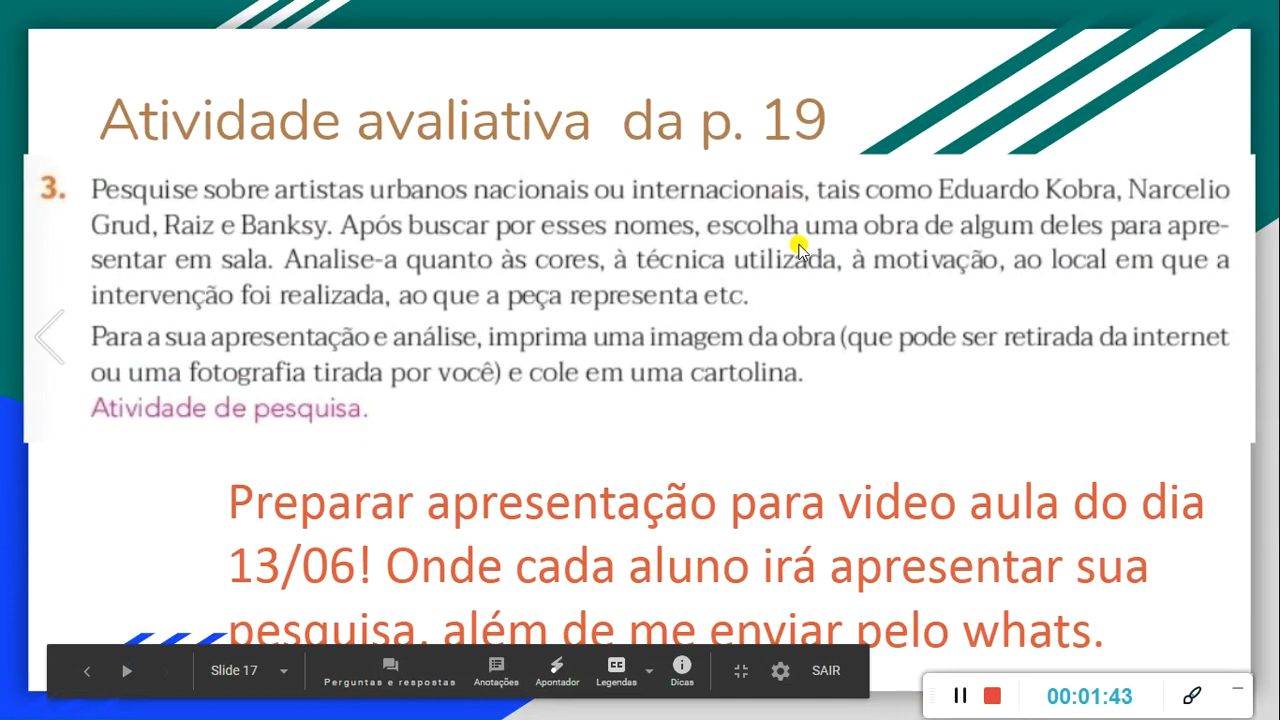 Atividade avaliativa da p. 19
3. Pesquise sobre artistas urbanos nacionais ou internacionais, tais como Eduardo Kobra, Narcelio
Grud, Raiz e Banksy. Após buscar por esses nomes, escolha uma obra de algum deles para apre-
sentar em sala. Analise-a quanto às cores, à técnica utilizada, à motivação, ao local em que a
intervenção foi realizada, ao que a peça representa etc.
Para a sua apresentação e análise, imprima uma imagem da obra (que pode ser retirada da internet
ou uma fotografia tirada por você) e cole em uma cartolina.
Atividade de pesquisa.
Preparar apresentação para video aula do dia
13/06! Onde cada aluno irá apresentar sua
pesquisa, além de me enviar pelo whats.
Slide 17
Perguntas e respostas
Anotações
Apontador
Legendas
Dicas
SAIR
00:01:43